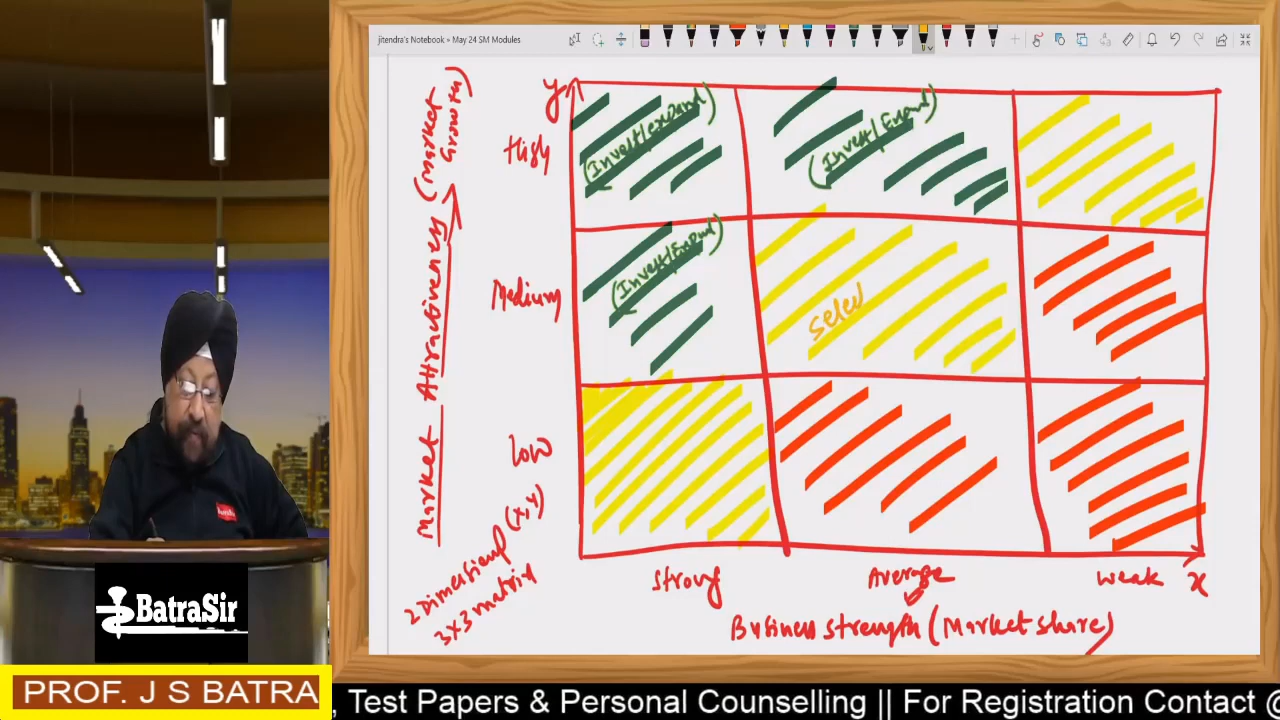 jitendra's Notebook » May 24 SM Modules
Market Attractiveness → (Market Growth)
y
High
Medium
Low
(Invest/expand)
(Invest/Expand)
(Invest/Expand)
Selec
2 Dimensional (x,y)
3x3 matrix
Strong
Average
Weak
x
Business strength (Market share)
BatraSir
PROF. J S BATRA
, Test Papers & Personal Counselling || For Registration Contact @